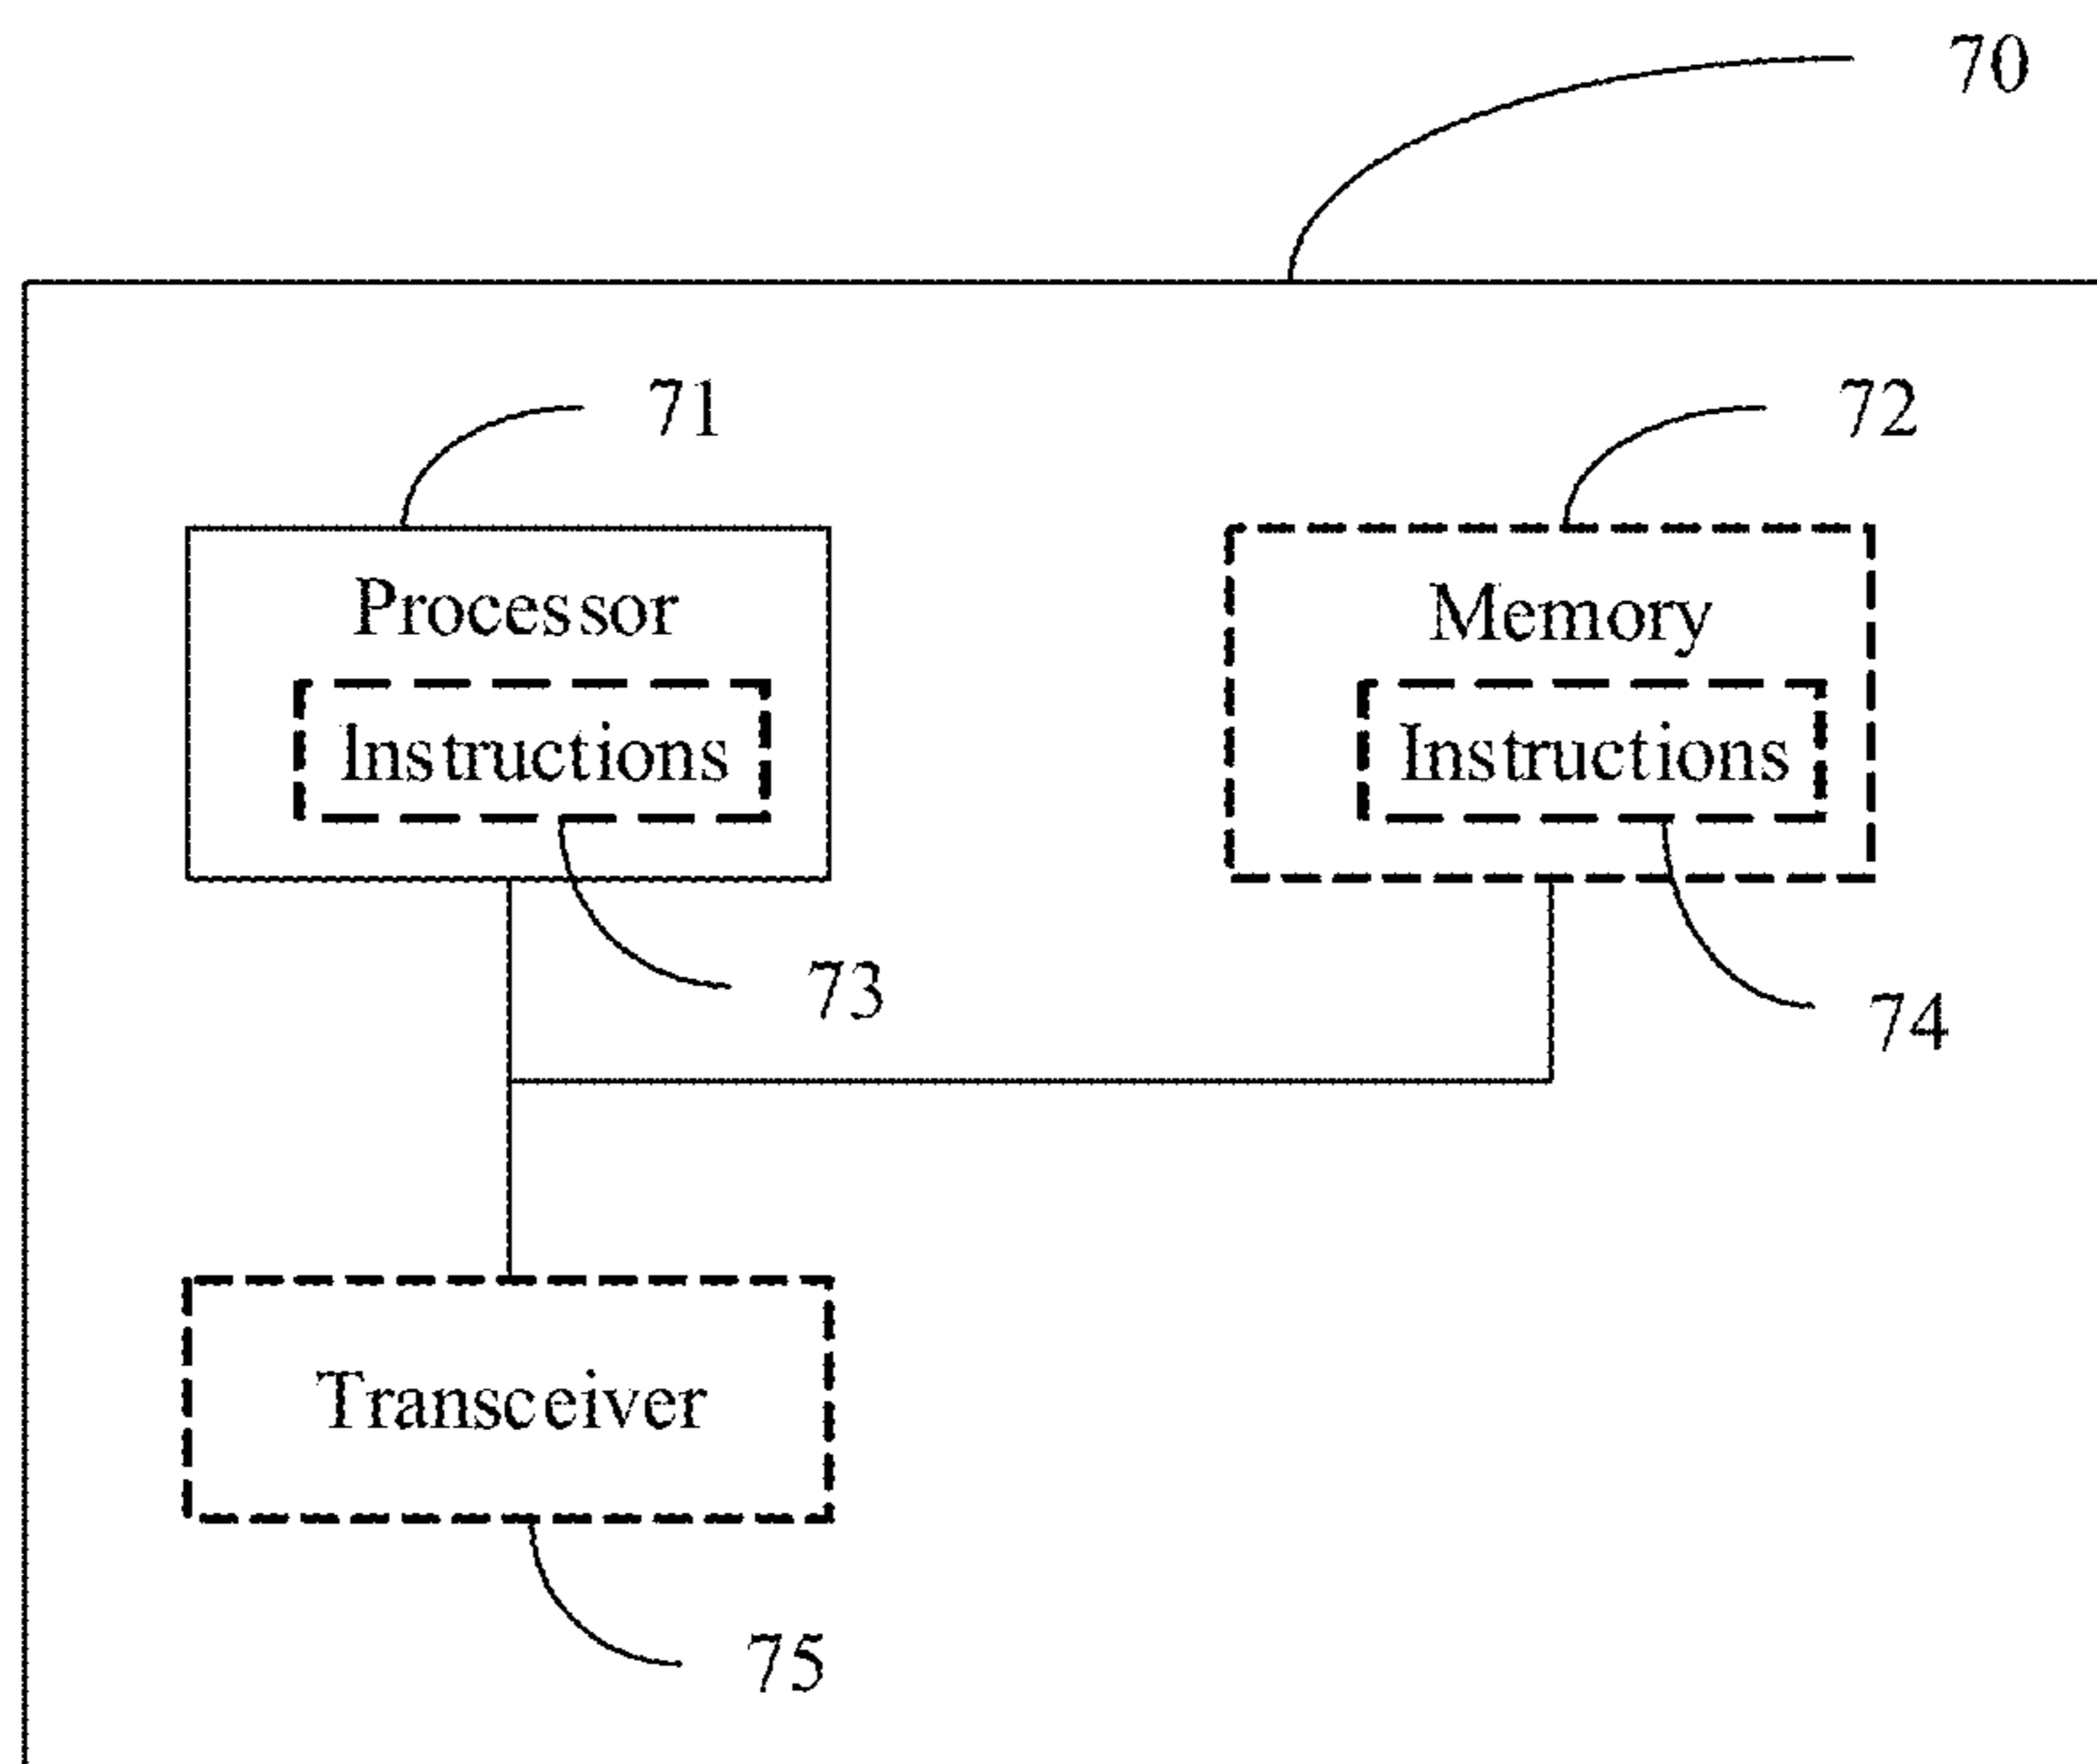 70
71
72
Processor
Memory
Instructions
Instructions
73
74
Transceiver
75